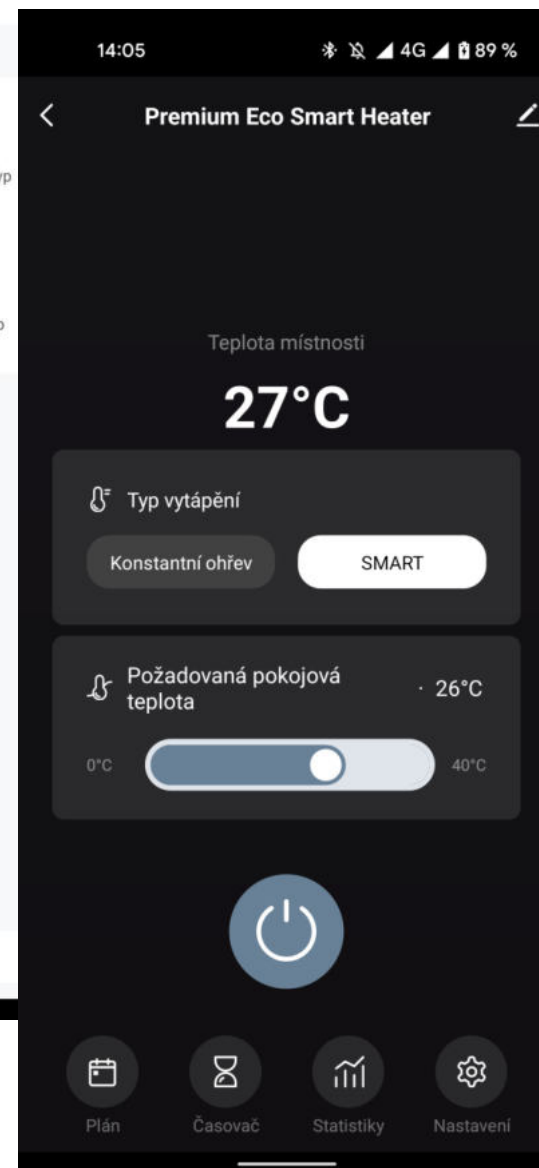 14:05 4G 89 %
Premium Eco Smart Heater
Teplota místnosti
27°C
Typ vytápění
Konstantní ohřev SMART
Požadovaná pokojová
teplota · 26°C
0°C 40°C
Plán Časovač Statistiky Nastavení